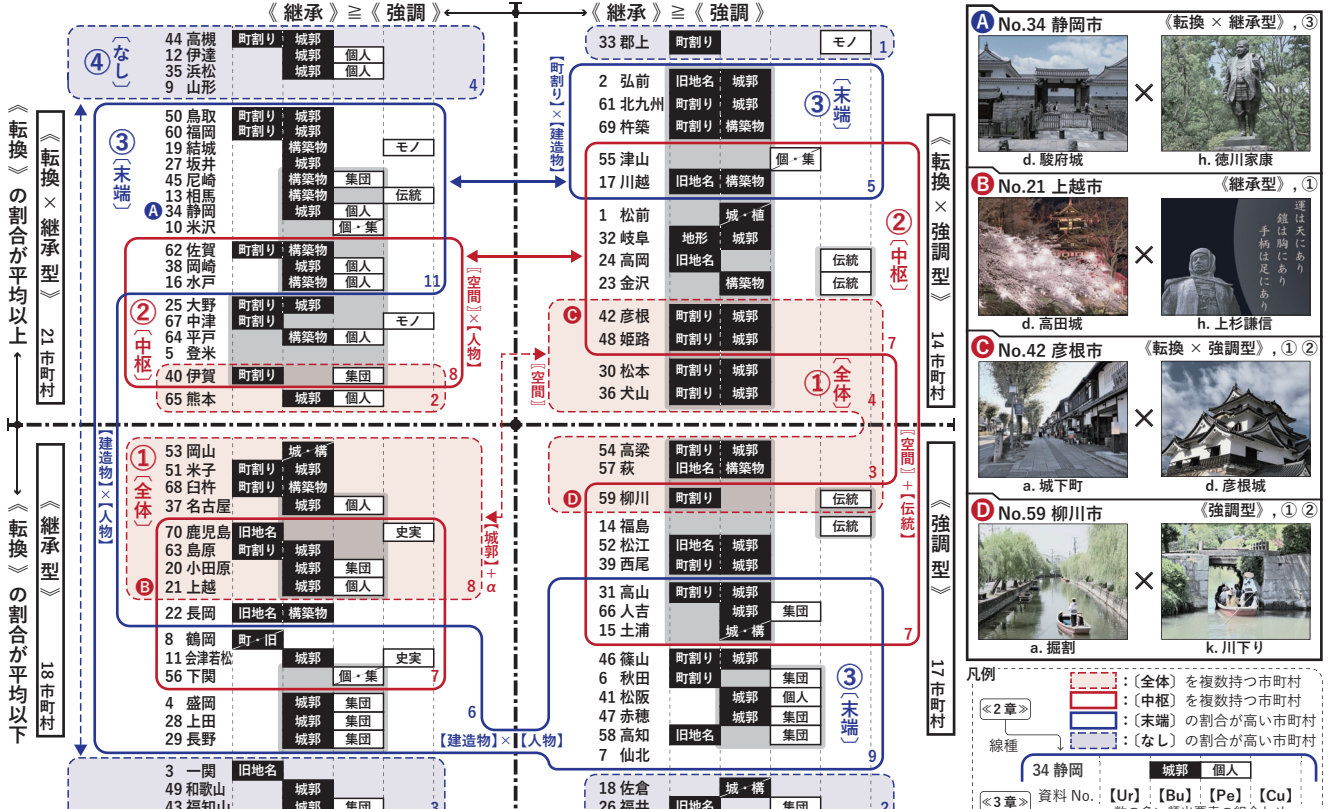 《 継承 》≧《 強調 》
《 継承 》≧《 強調 》
《 転換 》の割合が平均以上
《 転換 》の割合が平均以下
《 転換 × 継承 型 》 21 市町村
《 継承 型 》 18 市町村
《 転換 × 強調 型 》 14 市町村
《 強調 型 》 17 市町村
④〔なし〕
44 高槻 町割り 城郭
12 伊達 城郭 個人
35 浜松 城郭 個人
9 山形
4
③〔末端〕
50 鳥取 町割り 城郭
60 福岡 町割り 城郭
19 結城 構築物 モノ
27 坂井 城郭
45 尼崎 構築物 集団
13 相馬 構築物 伝統
A 34 静岡 城郭 個人
10 米沢 個・集
62 佐賀 町割り 構築物
38 岡崎 城郭 個人
16 水戸 構築物 個人
11
②〔中枢〕
25 大野 町割り 城郭
67 中津 町割り モノ
64 平戸 構築物 個人
5 登米
40 伊賀 町割り 集団
8
65 熊本 城郭 個人
2
【空間】×【人物】
【建造物】×【人物】
①〔全体〕
53 岡山 城・構
51 米子 町割り 城郭
68 臼杵 町割り 構築物
37 名古屋 城郭 個人
70 鹿児島 旧地名 史実
63 島原 町割り 城郭
20 小田原 城郭 集団
B 21 上越 城郭 個人
8
22 長岡 旧地名 構築物
8 鶴岡 町・旧
11 会津若松 城郭 史実
56 下関 個・集
7
4 盛岡 城郭 集団
28 上田 城郭 集団
29 長野 城郭 集団
6
【建造物】×【人物】
3 一関 旧地名
49 和歌山 城郭
43 福知山 城郭 集団
3
33 郡上 町割り モノ
1
【町割り】×【建造物】
③〔末端〕
2 弘前 旧地名 城郭
61 北九州 町割り 城郭
69 杵築 町割り 構築物
55 津山 個・集
17 川越 旧地名 構築物
5
②〔中枢〕
1 松前 城・植
32 岐阜 地形 城郭
24 高岡 旧地名 伝統
23 金沢 構築物 伝統
C 42 彦根 町割り 城郭
48 姫路 町割り 城郭
7
①〔全体〕
30 松本 町割り 城郭
36 犬山 町割り 城郭
4
【空間】
【城郭】+α
【空間】+【伝統】
54 高梁 町割り 城郭
57 萩 旧地名 構築物
3
D 59 柳川 町割り 伝統
14 福島 伝統
52 松江 旧地名 城郭
39 西尾 町割り 城郭
31 高山 町割り 城郭
66 人吉 城郭 集団
15 土浦 城・構
7
③〔末端〕
46 篠山 町割り 城郭
6 秋田 町割り 集団
41 松阪 城郭 個人
47 赤穂 城郭 集団
58 高知 旧地名 集団
7 仙北
9
18 佐倉 城・構
26 福井 旧地名 城郭
2
A No.34 静岡市 《転換 × 継承型》, ③
×
d. 駿府城 h. 徳川家康
B No.21 上越市 《継承型》, ①
運は天にあり
鎧は胸にあり
手柄は足にあり
×
d. 高田城 h. 上杉謙信
C No.42 彦根市 《転換 × 強調型》, ① ②
×
a. 城下町 d. 彦根城
D No.59 柳川市 《強調型》, ① ②
×
a. 掘割 k. 川下り
凡例
≪2 章≫
線種
：〔全体〕を複数持つ市町村
：〔中枢〕を複数持つ市町村
：〔末端〕の割合が高い市町村
：〔なし〕の割合が高い市町村
34 静岡 城郭 個人
≪3 章≫ 資料 No. 【Ur】 【Bu】 【Pe】 【Cu】